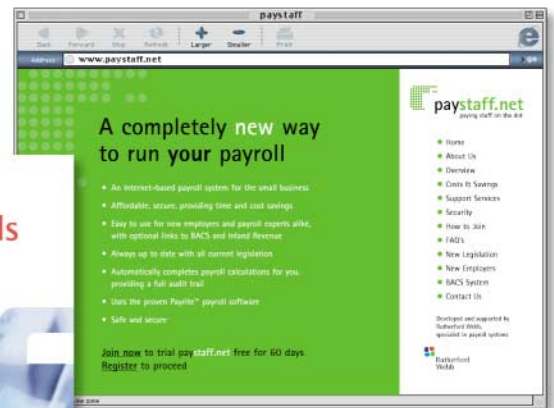 paystaff
Back Forward Stop Refresh Larger Smaller Print
Address www.paystaff.net go
A completely new way
to run your payroll
• An Internet-based payroll system for the small business
• Affordable, secure, providing time and cost savings
• Easy to use for new employers and payroll experts alike,
with optional links to BACS and Inland Revenue
• Always up to date with all current legislation
• Automatically completes payroll calculations for you,
providing a full audit trail
• Uses the proven Payrite™ payroll software
• Safe and secure
Join now to trial paystaff.net free for 60 days
Register to proceed
paystaff.net
paying staff on the dot
Home
About Us
Overview
Costs & Savings
Support Services
Security
How to Join
FAQ's
New Legislation
New Employers
BACS System
Contact Us
Developed and supported by
Rutherford Webb,
specialist in payroll systems
Rutherford
Webb
ls
zone